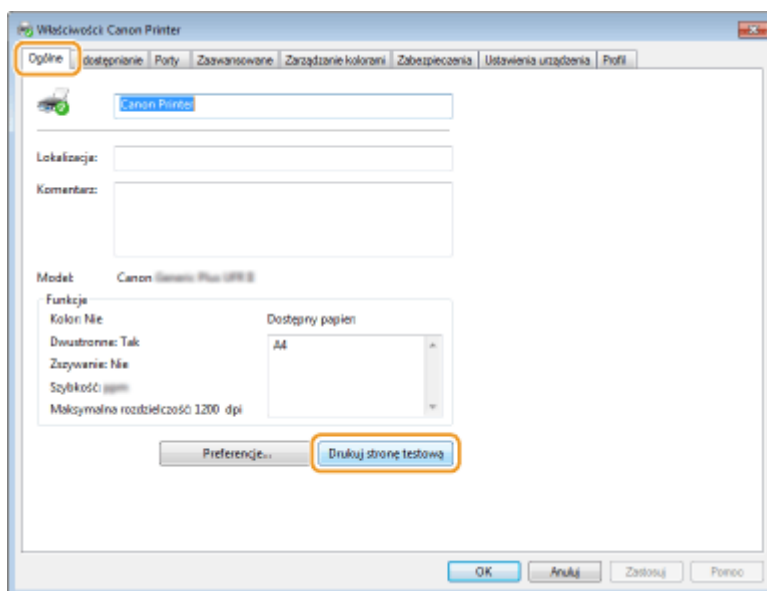 Właściwości: Canon Printer
Ogólne dostępnianie Porty Zaawansowane Zarządzanie kolorami Zabezpieczenia Ustawienia urządzenia Profil
Canon Printer
Lokalizacja:
Komentarz:
Model: Canon
Funkcje
Kolor: Nie Dostępny papier:
Dwustronne: Tak A4
Zszywanie: Nie
Szybkość:
Maksymalna rozdzielczość: 1200 dpi
Preferencje... Drukuj stronę testową
OK Anuluj Zastosuj Pomoc